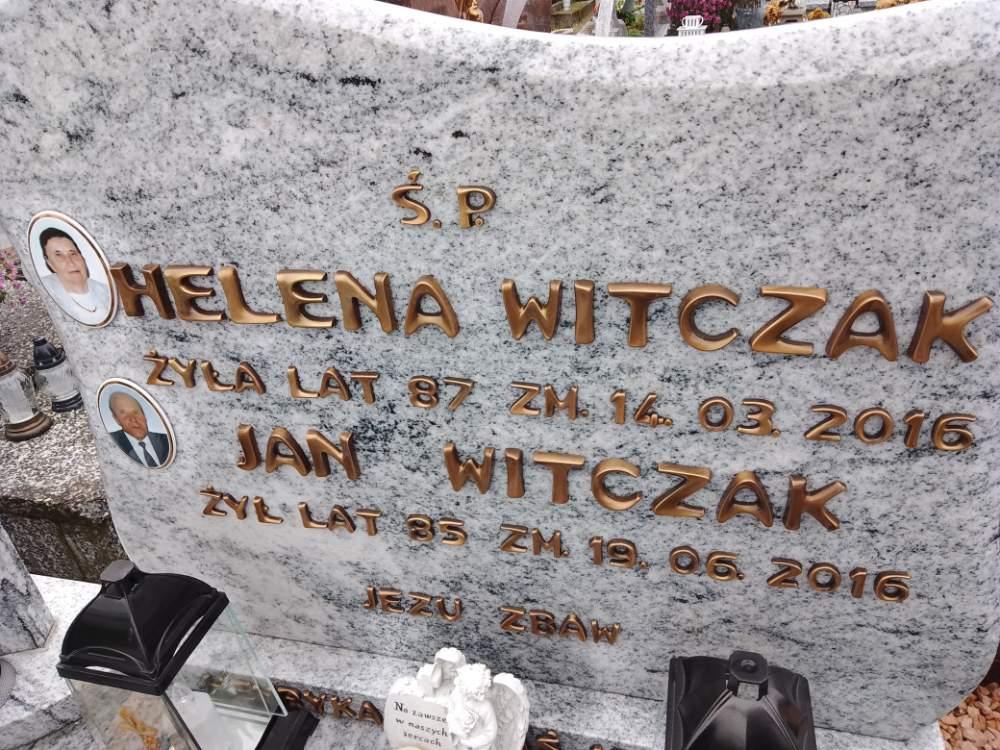 Ś.P.
HELENA WITCZAK
ŻYŁA LAT 87 ZM. 14. 03. 2016
JAN WITCZAK
ŻYŁ LAT 85 ZM. 19. 06. 2016
JEZU ZBAW
Na zawsze
w naszych
sercach